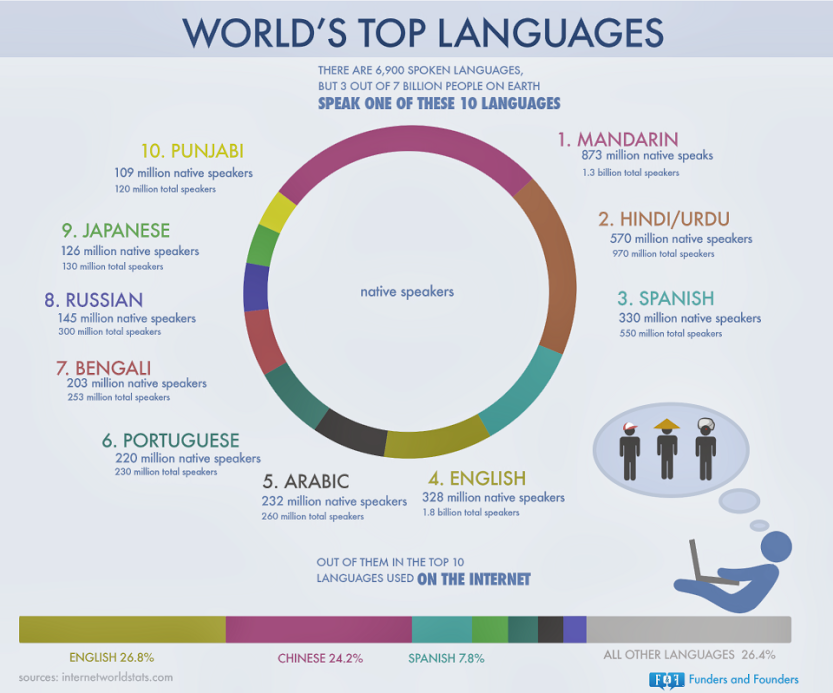 WORLD'S TOP LANGUAGES
THERE ARE 6,900 SPOKEN LANGUAGES,
BUT 3 OUT OF 7 BILLION PEOPLE ON EARTH
SPEAK ONE OF THESE 10 LANGUAGES
1. MANDARIN
873 million native speaks
1.3 billion total speakers
2. HINDI/URDU
570 million native speakers
970 million total speakers
3. SPANISH
330 million native speakers
550 million total speakers
4. ENGLISH
328 million native speakers
1.8 billion total speakers
5. ARABIC
232 million native speakers
260 million total speakers
6. PORTUGUESE
220 million native speakers
230 million total speakers
7. BENGALI
203 million native speakers
253 million total speakers
8. RUSSIAN
145 million native speakers
300 million total speakers
9. JAPANESE
126 million native speakers
130 million total speakers
10. PUNJABI
109 million native speakers
120 million total speakers
native speakers
OUT OF THEM IN THE TOP 10
LANGUAGES USED ON THE INTERNET
ENGLISH 26.8%
CHINESE 24.2%
SPANISH 7.8%
ALL OTHER LANGUAGES 26.4%
sources: internetworldstats.com
F&F Funders and Founders